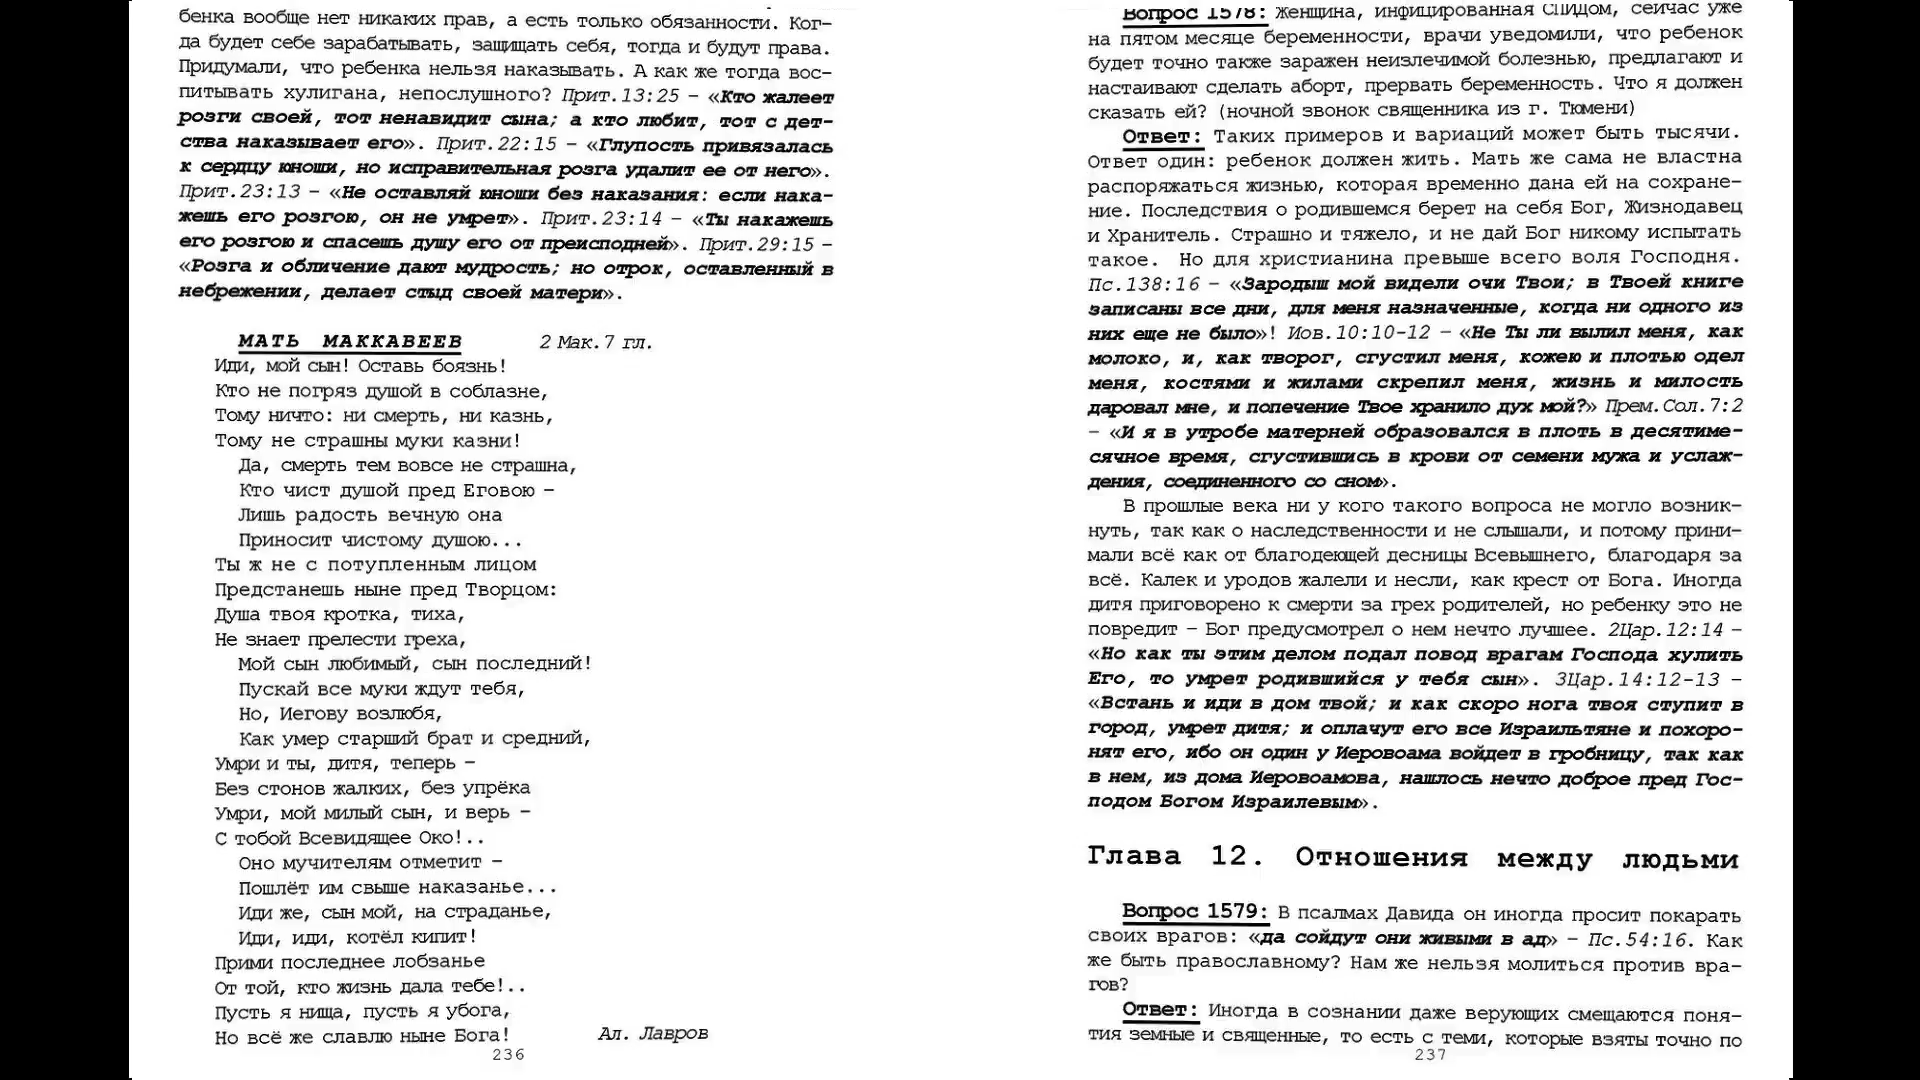 бенка вообще нет никаких прав, а есть только обязанности. Ког-
да будет себе зарабатывать, защищать себя, тогда и будут права.
Придумали, что ребенка нельзя наказывать. А как же тогда вос-
питывать хулигана, непослушного? Прит.13:25 – «Кто жалеет
розги своей, тот ненавидит сына; а кто любит, тот с дет-
ства наказывает его». Прит.22:15 – «Глупость привязалась
к сердцу юноши, но исправительная розга удалит ее от него».
Прит.23:13 – «Не оставляй юноши без наказания: если нака-
жешь его розгою, он не умрет». Прит.23:14 – «Ты накажешь
его розгою и спасешь душу его от преисподней». Прит.29:15 –
«Розга и обличение дают мудрость; но отрок, оставленный в
небрежении, делает стыд своей матери».
МАТЬ МАККАВЕЕВ 2 Мак.7 гл.
Иди, мой сын! Оставь боязнь!
Кто не погряз душой в соблазне,
Тому ничто: ни смерть, ни казнь,
Тому не страшны муки казни!
Да, смерть тем вовсе не страшна,
Кто чист душой пред Еговою –
Лишь радость вечную она
Приносит чистому душою...
Ты ж не с потупленным лицом
Предстанешь ныне пред Творцом:
Душа твоя кротка, тиха,
Не знает прелести греха,
Мой сын любимый, сын последний!
Пускай все муки ждут тебя,
Но, Иегову возлюбя,
Как умер старший брат и средний,
Умри и ты, дитя, теперь –
Без стонов жалких, без упрёка
Умри, мой милый сын, и верь –
С тобой Всевидящее Око!..
Оно мучителям отметит –
Пошлёт им свыше наказанье...
Иди же, сын мой, на страданье,
Иди, иди, котёл кипит!
Прими последнее лобзанье
От той, кто жизнь дала тебе!..
Пусть я нища, пусть я убога,
Но всё же славлю ныне Бога! Ал. Лавров
236
Вопрос 1578: Женщина, инфицированная СПИДом, сейчас уже
на пятом месяце беременности, врачи уведомили, что ребенок
будет точно также заражен неизлечимой болезнью, предлагают и
настаивают сделать аборт, прервать беременность. Что я должен
сказать ей? (ночной звонок священника из г. Тюмени)
Ответ: Таких примеров и вариаций может быть тысячи.
Ответ один: ребенок должен жить. Мать же сама не властна
распоряжаться жизнью, которая временно дана ей на сохране-
ние. Последствия о родившемся берет на себя Бог, Жизнодавец
и Хранитель. Страшно и тяжело, и не дай Бог никому испытать
такое. Но для христианина превыше всего воля Господня.
Пс.138:16 – «Зародыш мой видели очи Твои; в Твоей книге
записаны все дни, для меня назначенные, когда ни одного из
них еще не было»! Иов.10:10-12 – «Не Ты ли вылил меня, как
молоко, и, как творог, сгустил меня, кожею и плотью одел
меня, костями и жилами скрепил меня, жизнь и милость
даровал мне, и попечение Твое хранило дух мой?» Прем.Сол.7:2
– «И я в утробе матерней образовался в плоть в десятиме-
сячное время, сгустившись в крови от семени мужа и услаж-
дения, соединенного со сном».
В прошлые века ни у кого такого вопроса не могло возник-
нуть, так как о наследственности и не слышали, и потому прини-
мали всё как от благодеющей десницы Всевышнего, благодаря за
всё. Калек и уродов жалели и несли, как крест от Бога. Иногда
дитя приговорено к смерти за грех родителей, но ребенку это не
повредит – Бог предусмотрел о нем нечто лучшее. 2Цар.12:14 –
«Но как ты этим делом подал повод врагам Господа хулить
Его, то умрет родившийся у тебя сын». 3Цар.14:12-13 –
«Встань и иди в дом твой; и как скоро нога твоя ступит в
город, умрет дитя; и оплачут его все Израильтяне и похоро-
нят его, ибо он один у Иеровоама войдет в гробницу, так как
в нем, из дома Иеровоамова, нашлось нечто доброе пред Гос-
подом Богом Израилевым».
Глава 12. Отношения между людьми
Вопрос 1579: В псалмах Давида он иногда просит покарать
своих врагов: «да сойдут они живыми в ад» – Пс.54:16. Как
же быть православному? Нам же нельзя молиться против вра-
гов?
Ответ: Иногда в сознании даже верующих смещаются поня-
тия земные и священные, то есть с теми, которые взяты точно по
237